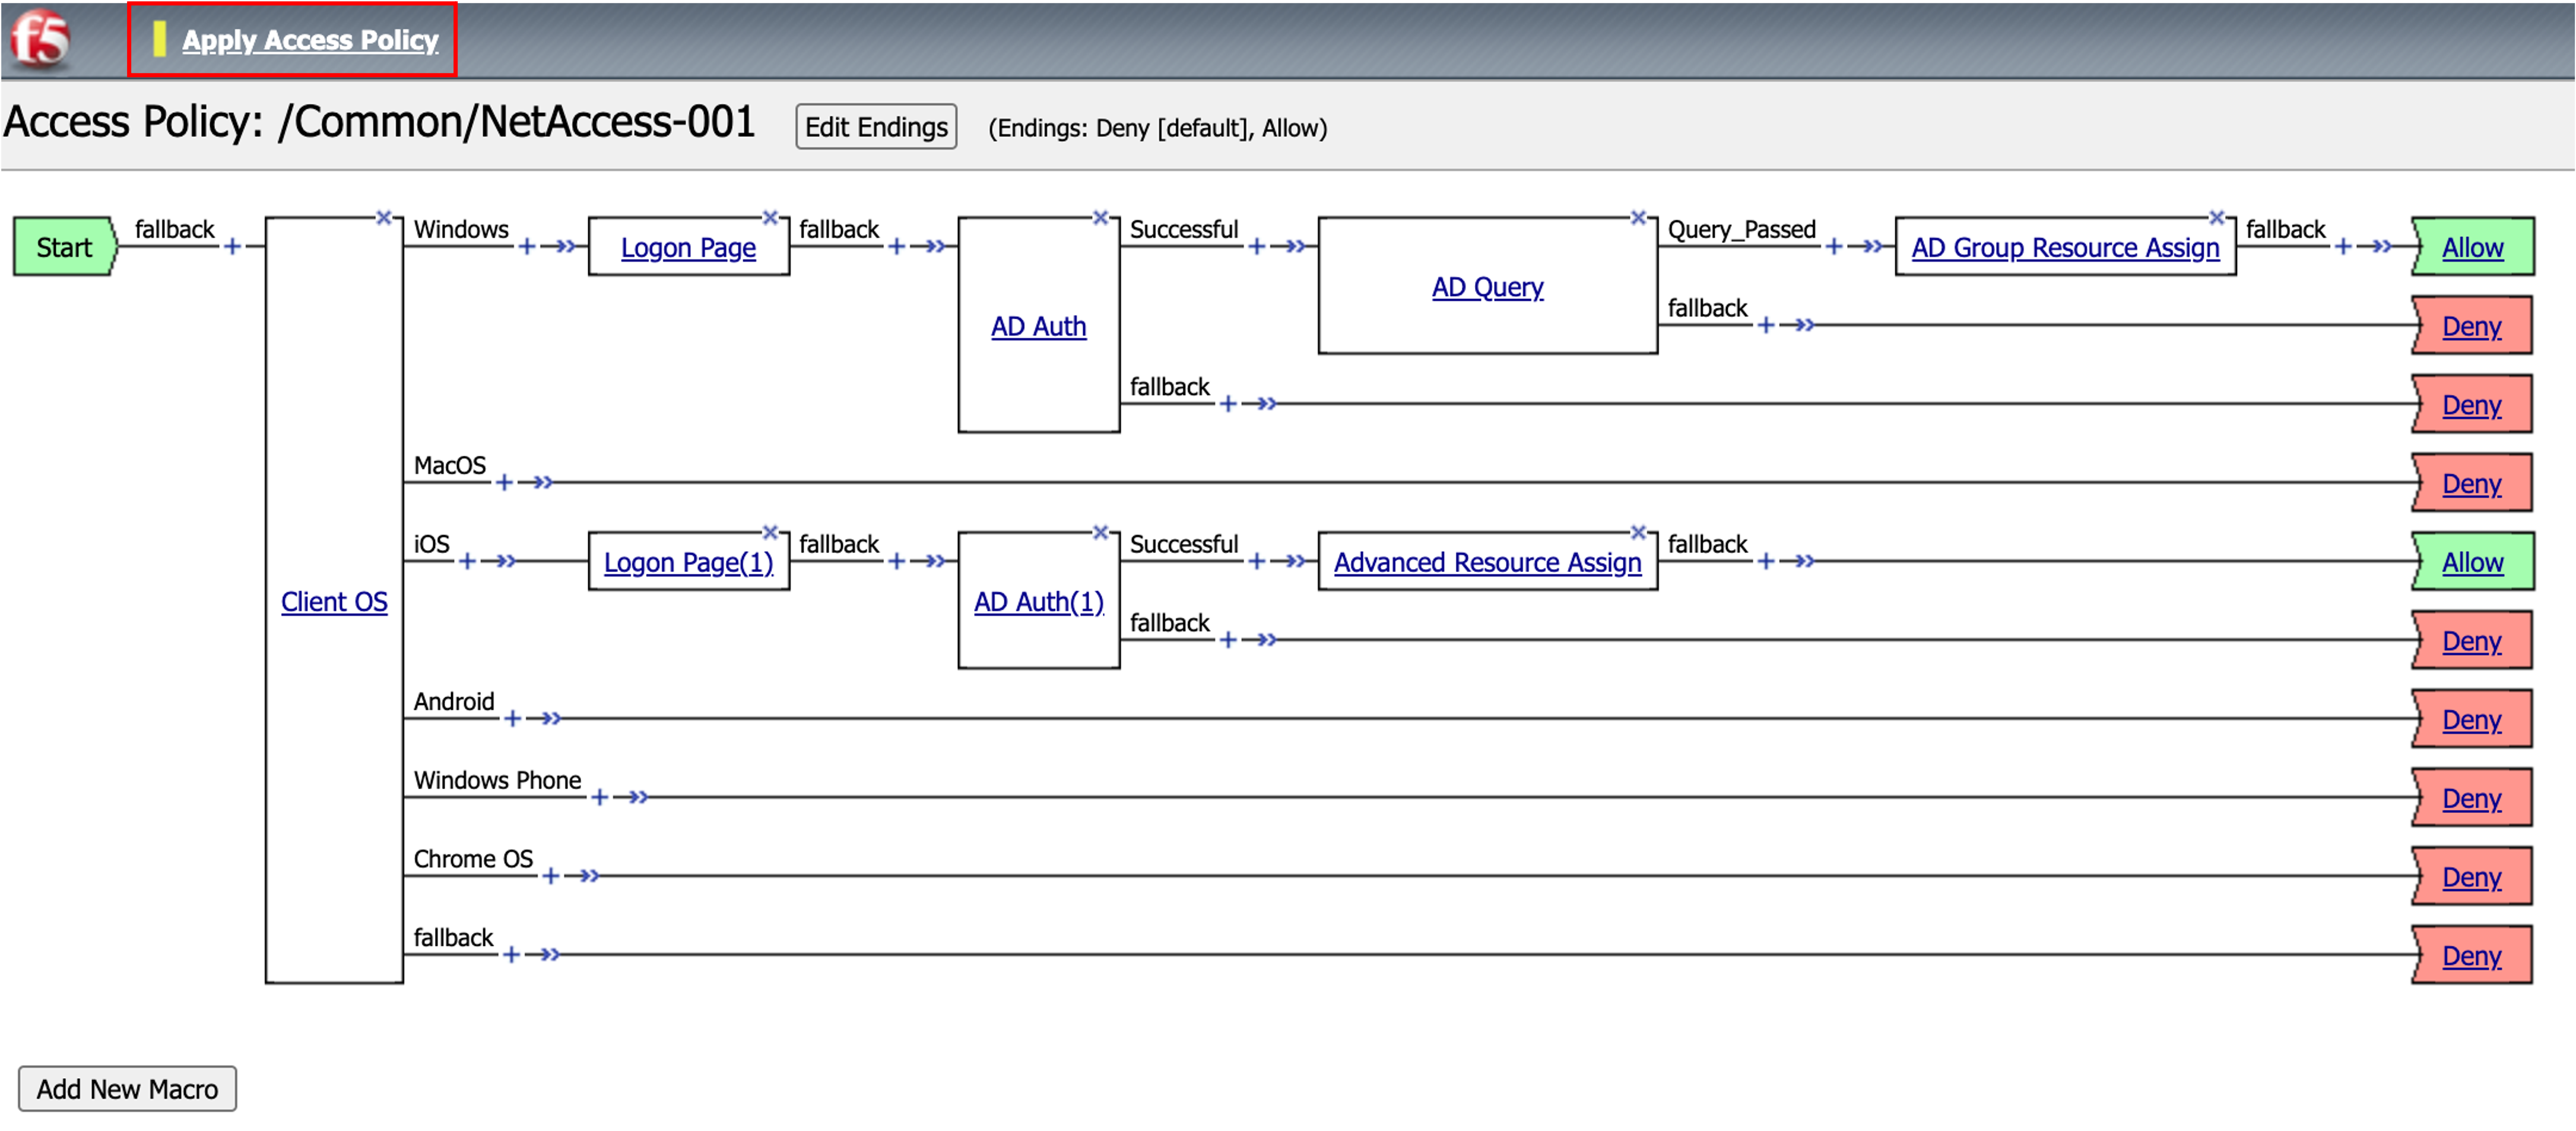 f5 Apply Access Policy
Access Policy: /Common/NetAccess-001 Edit Endings (Endings: Deny [default], Allow)
Start fallback Windows Logon Page fallback Successful Query_Passed AD Group Resource Assign fallback Allow
AD Query
fallback Deny
AD Auth
fallback Deny
MacOS Deny
iOS Logon Page(1) fallback Successful Advanced Resource Assign fallback Allow
Client OS AD Auth(1)
fallback Deny
Android Deny
Windows Phone Deny
Chrome OS Deny
fallback Deny
Add New Macro